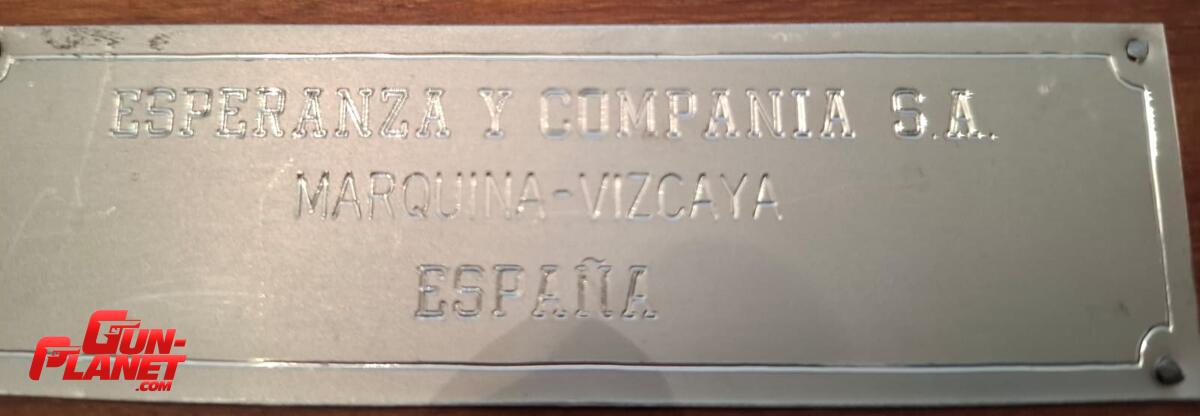 ESPERANZA Y COMPANIA S.A.
MARQUINA-VIZCAYA
ESPAÑA
GUN-
PLANET
.COM